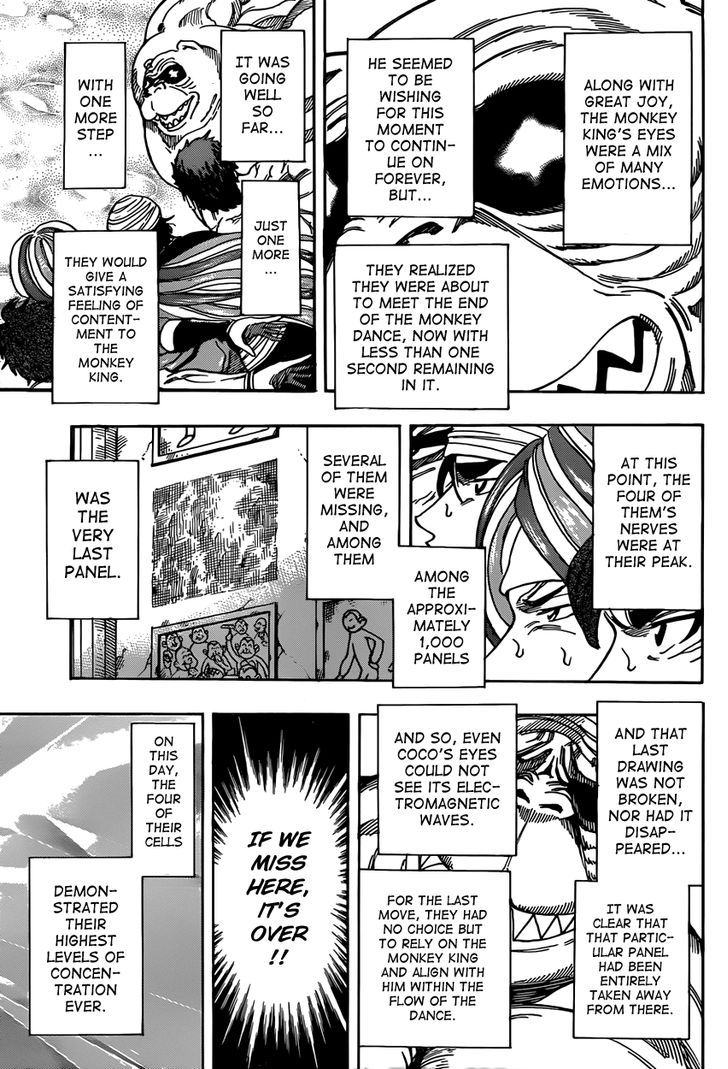 ALONG WITH
GREAT JOY,
THE MONKEY
KING'S EYES
WERE A MIX
OF MANY
EMOTIONS...
HE SEEMED
TO BE
WISHING
FOR THIS
MOMENT
TO CONTIN-
UE ON
FOREVER,
BUT...
THEY REALIZED
THEY WERE ABOUT
TO MEET THE END
OF THE MONKEY
DANCE, NOW WITH
LESS THAN ONE
SECOND REMAINING
IN IT.
IT WAS
GOING
WELL
SO
FAR...
JUST
ONE
MORE
...
WITH
ONE
MORE
STEP
...
THEY WOULD
GIVE A
SATISFYING
FEELING OF
CONTENT-
MENT TO
THE
MONKEY
KING.
AT THIS
POINT, THE
FOUR OF
THEM'S
NERVES
WERE AT
THEIR PEAK.
AMONG
THE
APPROXI-
MATELY
1,000
PANELS
SEVERAL
OF THEM
WERE
MISSING,
AND
AMONG
THEM
WAS
THE
VERY
LAST
PANEL.
AND THAT
LAST
DRAWING
WAS NOT
BROKEN,
NOR HAD
IT DISAP-
PEARED...
IT WAS
CLEAR THAT
THAT PARTIC-
ULAR PANEL
HAD BEEN
ENTIRELY
TAKEN AWAY
FROM THERE.
AND SO, EVEN
COCO'S EYES
COULD NOT
SEE ITS ELEC-
TROMAGNETIC
WAVES.
FOR THE LAST
MOVE, THEY HAD
NO CHOICE BUT
TO RELY ON THE
MONKEY KING
AND ALIGN WITH
HIM WITHIN THE
FLOW OF THE
DANCE.
IF WE
MISS
HERE,
IT'S
OVER
!!
ON
THIS
DAY,
THE
FOUR OF
THEIR
CELLS
DEMON-
STRATED
THEIR
HIGHEST
LEVELS OF
CONCEN-
TRATION
EVER.